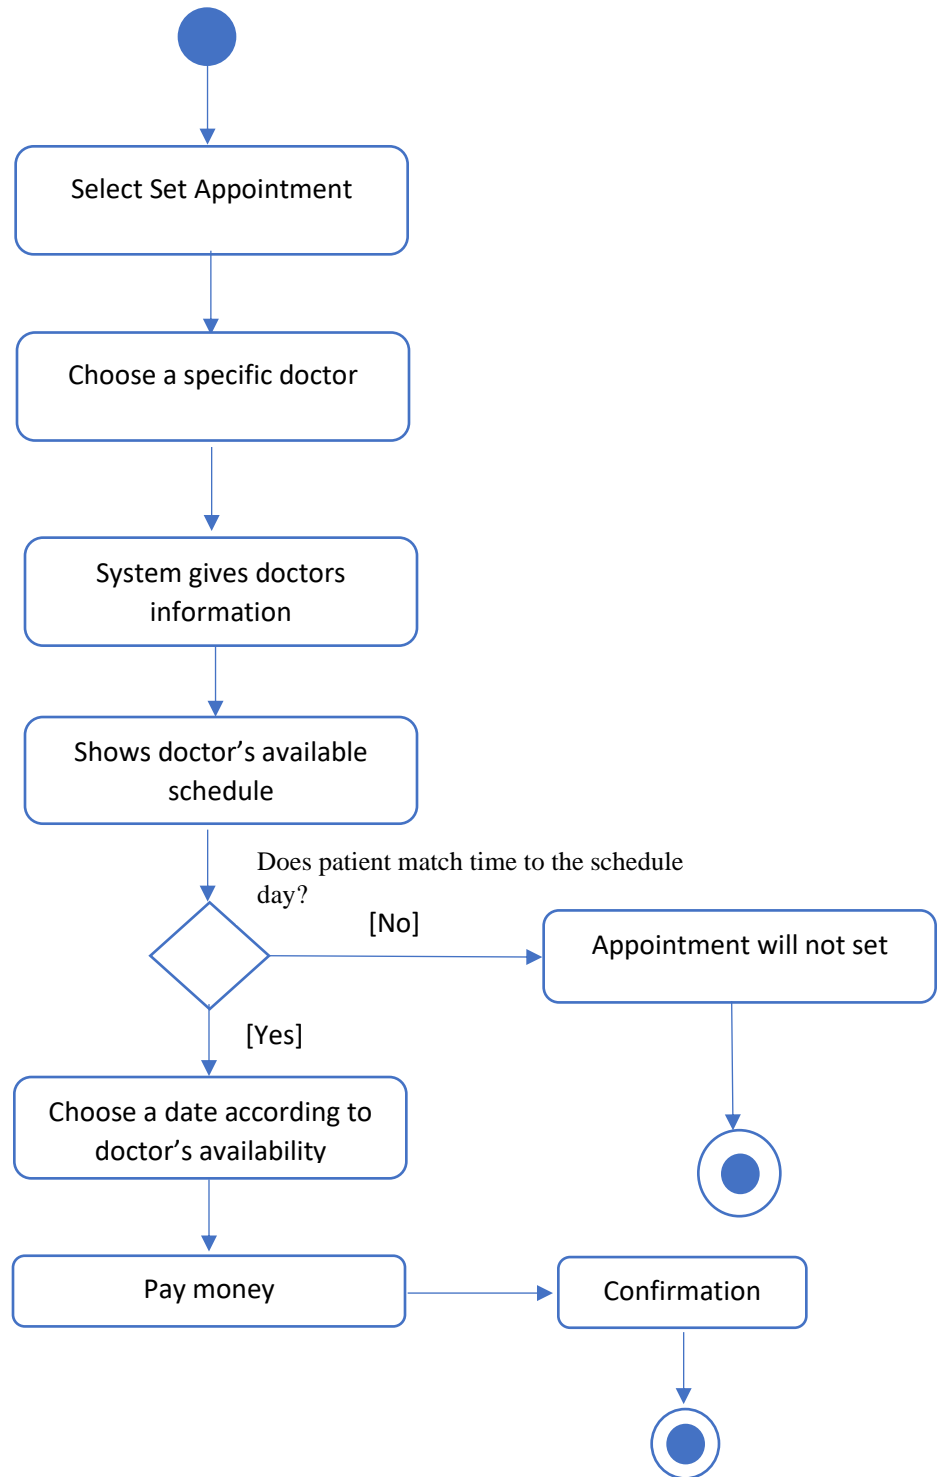 Select Set Appointment
Choose a specific doctor
System gives doctors
information
Shows doctor’s available
schedule
Does patient match time to the schedule
day?
[No]
Appointment will not set
[Yes]
Choose a date according to
doctor’s availability
Pay money
Confirmation